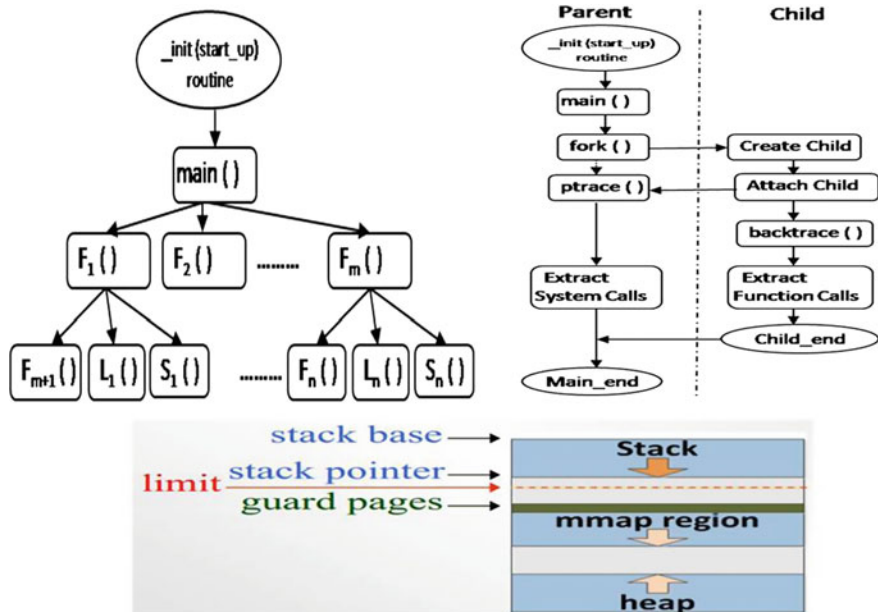 _init {start_up)
routine
main ( )
F1 ( )
F2 ( )
.........
Fm ( )
Fm+1 ( )
L1 ( )
S1 ( )
.........
Fn ( )
Ln ( )
Sn ( )
Parent
Child
_init (start_up)
routine
main ( )
fork ( )
Create Child
ptrace ( )
Attach Child
backtrace ( )
Extract
System Calls
Extract
Function Calls
Child_end
Main_end
stack base
Stack
stack pointer
limit
guard pages
mmap region
heap